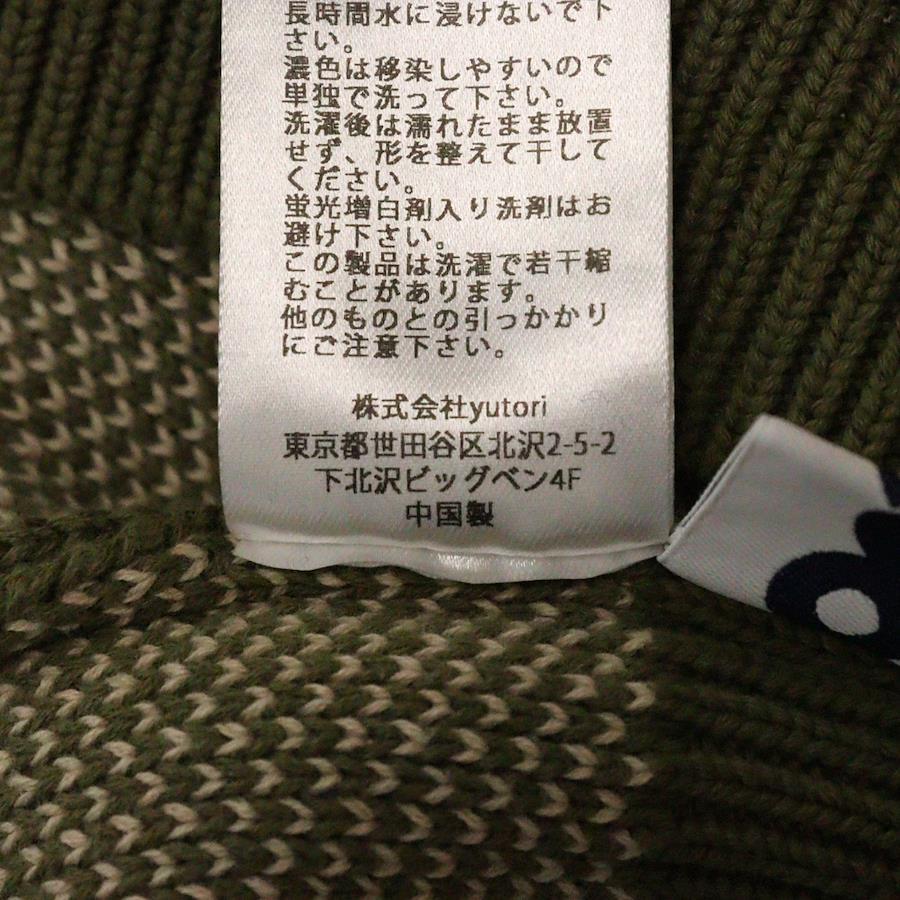 長時間水に浸けないで下
さい。
濃色は移染しやすいので
単独で洗って下さい。
洗濯後は濡れたまま放置
せず、形を整えて干して
ください。
蛍光増白剤入り洗剤はお
避け下さい。
この製品は洗濯で若干縮
むことがあります。
他のものとの引っかかり
にご注意下さい。
株式会社yutori
東京都世田谷区北沢2-5-2
下北沢ビッグベン4F
中国製